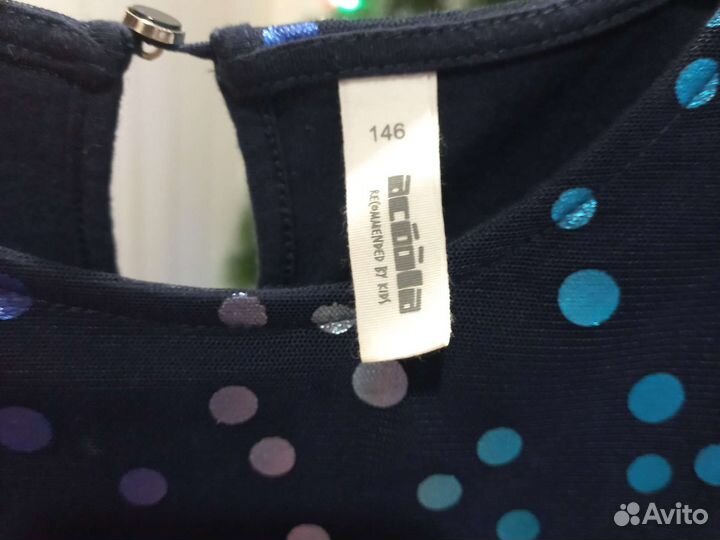 146
acoola
RECOMMENDED BY KIDS
Avito